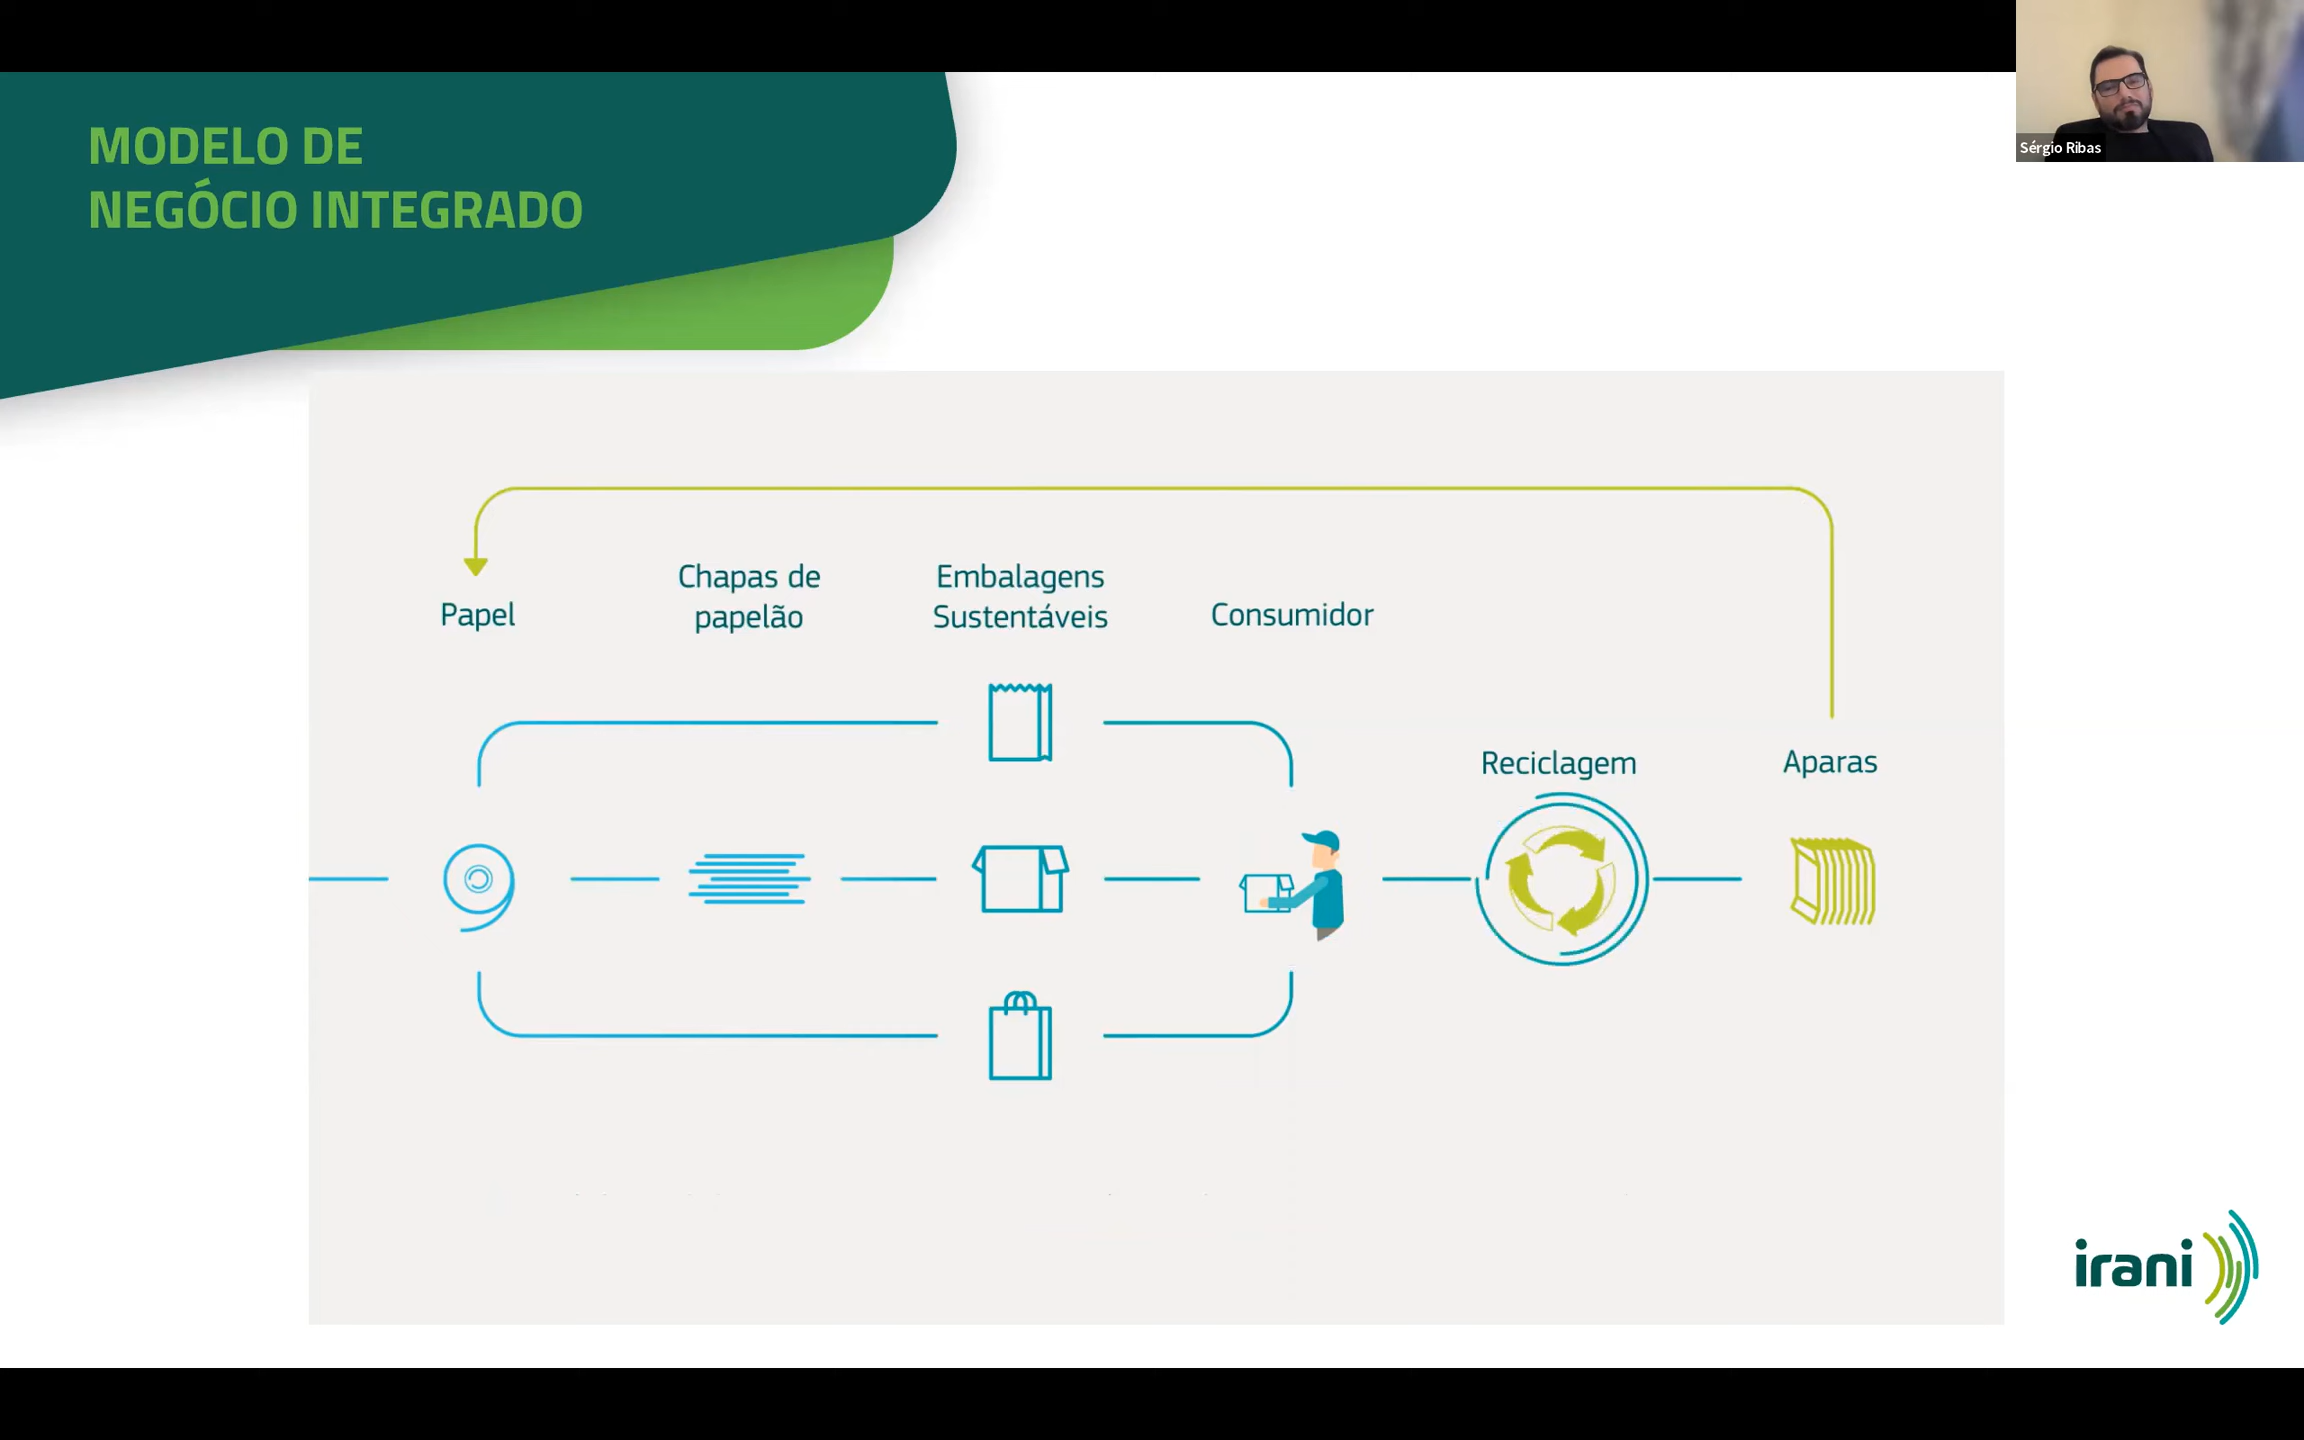 MODELO DE
NEGÓCIO INTEGRADO
Sérgio Ribas
Papel
Chapas de
papelão
Embalagens
Sustentáveis
Consumidor
Reciclagem
Aparas
irani